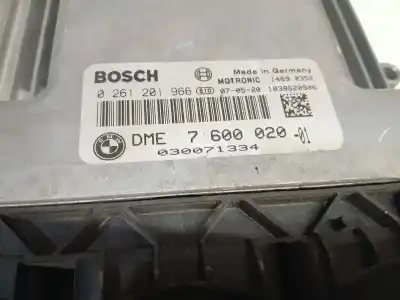 BOSCH
Made in Germany
MOTRONIC
0 261 201 966 07-05-20
DME 7 600 020 -01
030071334